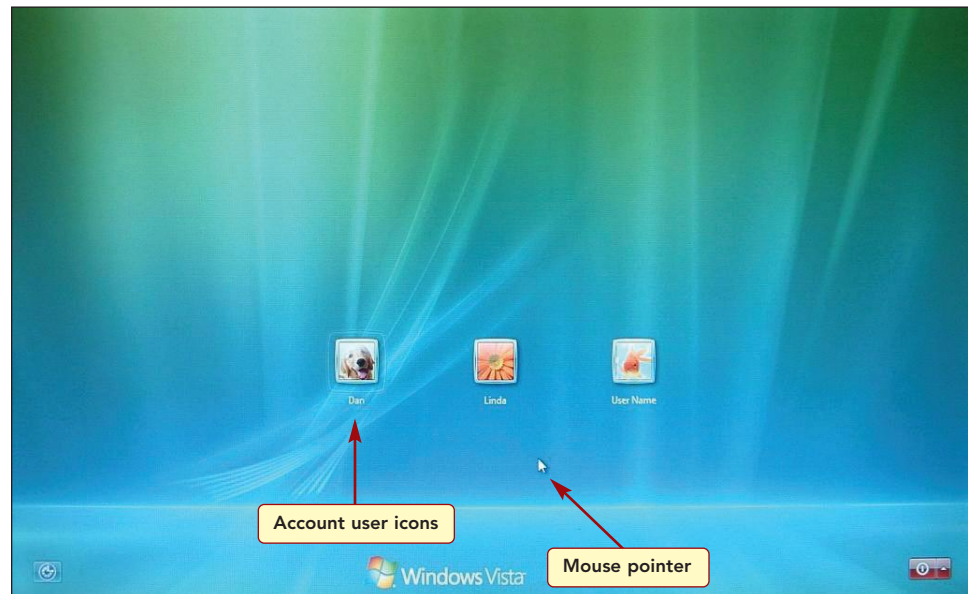 Dan
Linda
User Name
Account user icons
Mouse pointer
Windows Vista